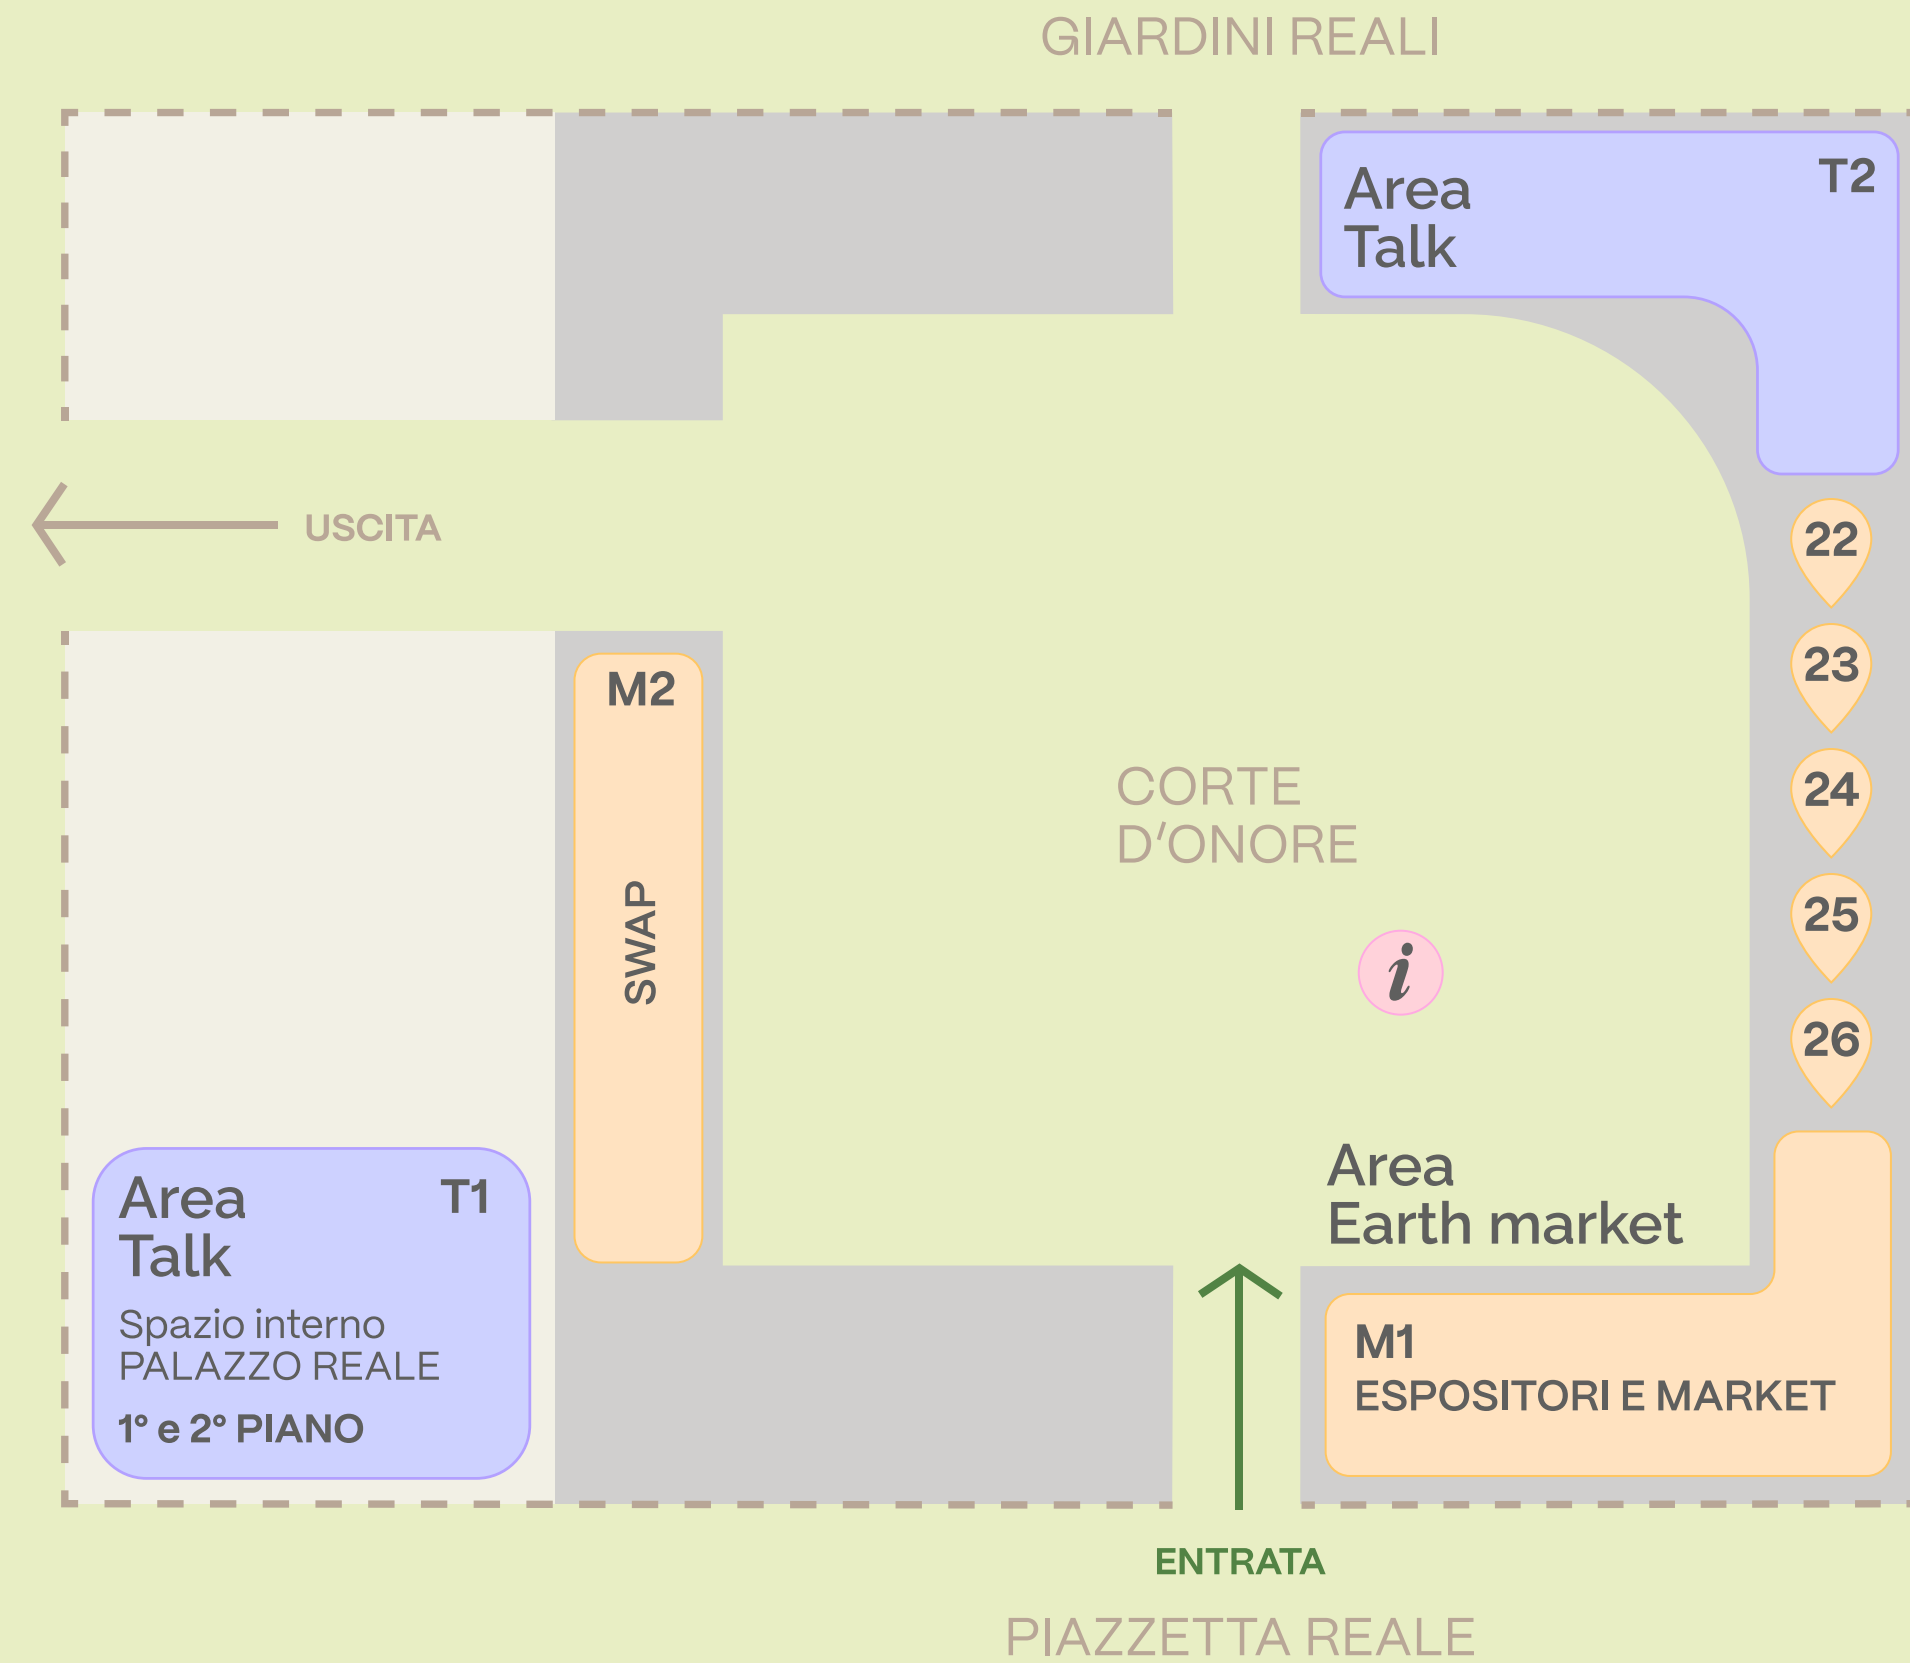 GIARDINI REALI
Area
Talk
T2
USCITA
22
M2
23
CORTE
D'ONORE
24
SWAP
25
i
26
Area
Earth market
Area
Talk
T1
Spazio interno
PALAZZO REALE
1° e 2° PIANO
M1
ESPOSITORI E MARKET
ENTRATA
PIAZZETTA REALE